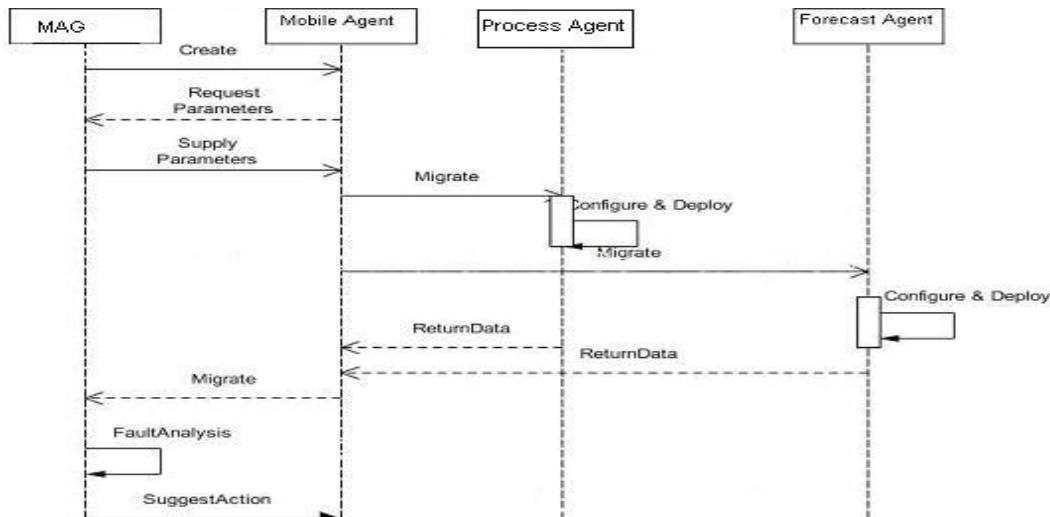 MAG
Mobile Agent
Process Agent
Forecast Agent
Create
Request
Parameters
Supply
Parameters
Migrate
Configure & Deploy
Migrate
Configure & Deploy
ReturnData
ReturnData
Migrate
FaultAnalysis
SuggestAction